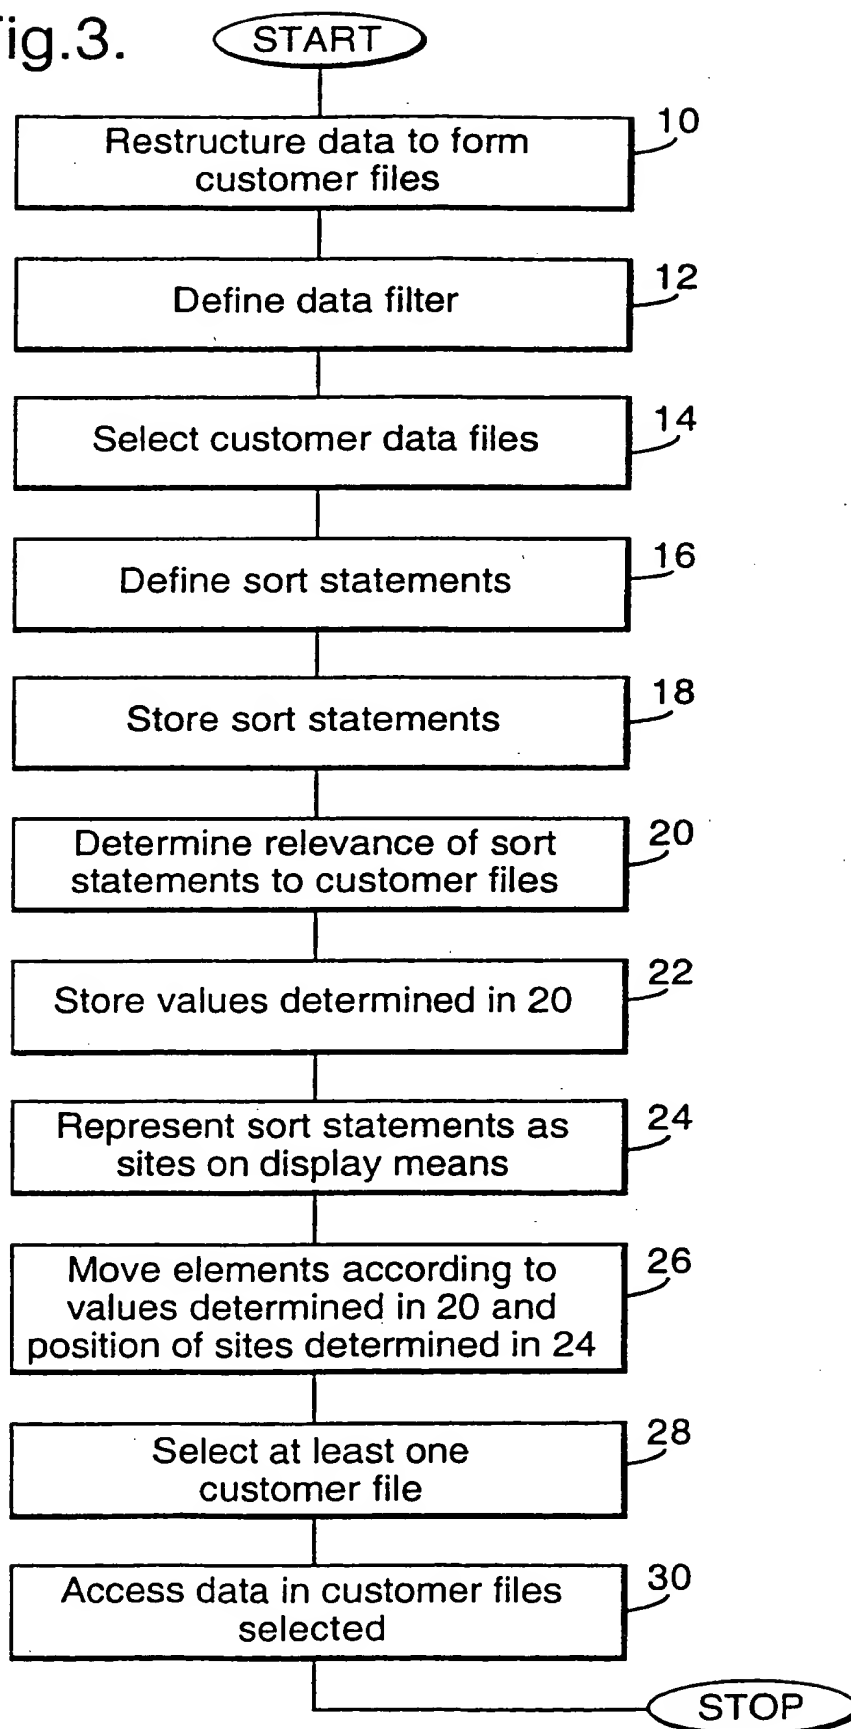 Fig.3.
START
Restructure data to form
customer files
10
Define data filter
12
Select customer data files
14
Define sort statements
16
Store sort statements
18
Determine relevance of sort
statements to customer files
20
Store values determined in 20
22
Represent sort statements as
sites on display means
24
Move elements according to
values determined in 20 and
position of sites determined in 24
26
Select at least one
customer file
28
Access data in customer files
selected
30
STOP